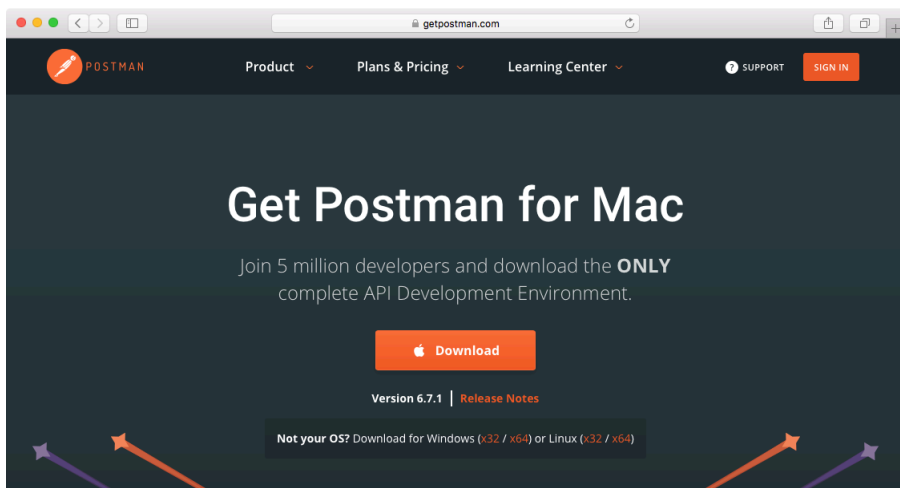 getpostman.com
POSTMAN
Product
Plans & Pricing
Learning Center
? SUPPORT
SIGN IN
Get Postman for Mac
Join 5 million developers and download the ONLY
complete API Development Environment.
Download
Version 6.7.1 | Release Notes
Not your OS? Download for Windows (x32 / x64) or Linux (x32 / x64)